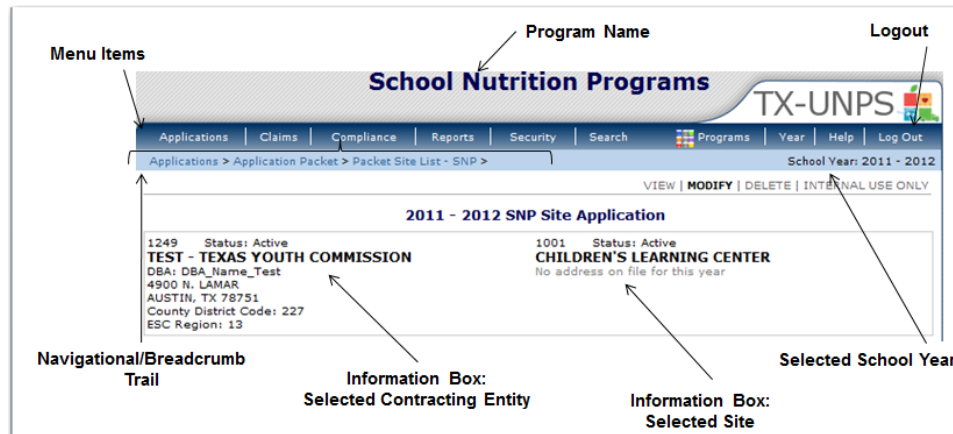 Program Name
Logout
Menu Items
School Nutrition Programs
TX-UNPS
Applications | Claims | Compliance | Reports | Security | Search Programs | Year | Help | Log Out
Applications > Application Packet > Packet Site List - SNP >
School Year: 2011 - 2012
VIEW | MODIFY | DELETE | INTERNAL USE ONLY
2011 - 2012 SNP Site Application
1249 Status: Active
TEST - TEXAS YOUTH COMMISSION
DBA: DBA_Name_Test
4900 N. LAMAR
AUSTIN, TX 78751
County District Code: 227
ESC Region: 13
1001 Status: Active
CHILDREN'S LEARNING CENTER
No address on file for this year
Navigational/Breadcrumb
Trail
Information Box:
Selected Contracting Entity
Information Box:
Selected Site
Selected School Year